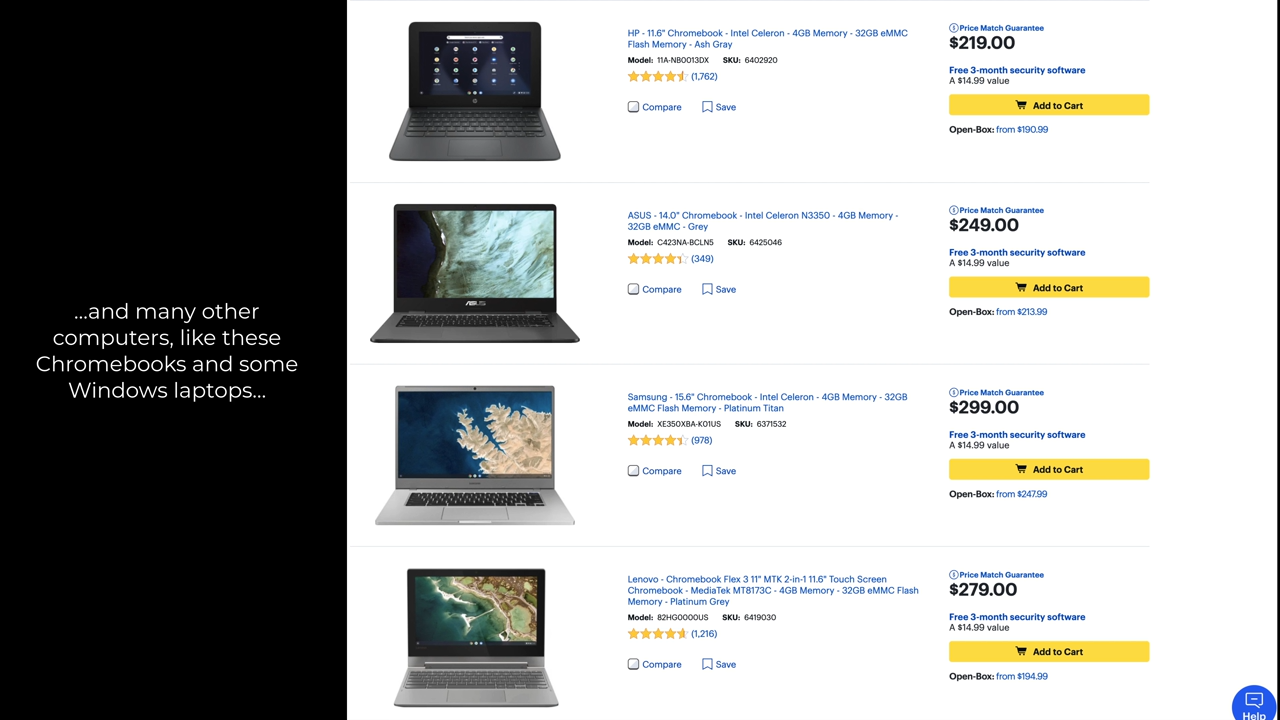 ...and many other
computers, like these
Chromebooks and some
Windows laptops...
HP - 11.6" Chromebook - Intel Celeron - 4GB Memory - 32GB eMMC
Flash Memory - Ash Gray
Model: 11A-NB0013DX SKU: 6402920
(1,762)
Compare Save
Price Match Guarantee
$219.00
Free 3-month security software
A $14.99 value
Add to Cart
Open-Box: from $190.99
ASUS - 14.0" Chromebook - Intel Celeron N3350 - 4GB Memory -
32GB eMMC - Grey
Model: C423NA-BCLN5 SKU: 6425046
(349)
Compare Save
Price Match Guarantee
$249.00
Free 3-month security software
A $14.99 value
Add to Cart
Open-Box: from $213.99
Samsung - 15.6" Chromebook - Intel Celeron - 4GB Memory - 32GB
eMMC Flash Memory - Platinum Titan
Model: XE350XBA-K01US SKU: 6371532
(978)
Compare Save
Price Match Guarantee
$299.00
Free 3-month security software
A $14.99 value
Add to Cart
Open-Box: from $247.99
Lenovo - Chromebook Flex 3 11" MTK 2-in-1 11.6" Touch Screen
Chromebook - MediaTek MT8173C - 4GB Memory - 32GB eMMC Flash
Memory - Platinum Grey
Model: 82HG0000US SKU: 6419030
(1,216)
Compare Save
Price Match Guarantee
$279.00
Free 3-month security software
A $14.99 value
Add to Cart
Open-Box: from $194.99
Help